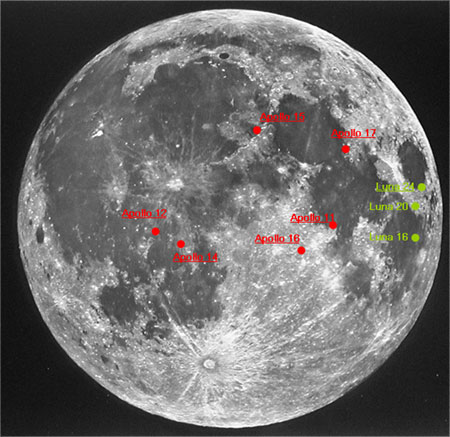 Apollo 15
Apollo 17
Luna 24
Luna 20
Apollo 12
Apollo 11
Apollo 16
Luna 16
Apollo 14